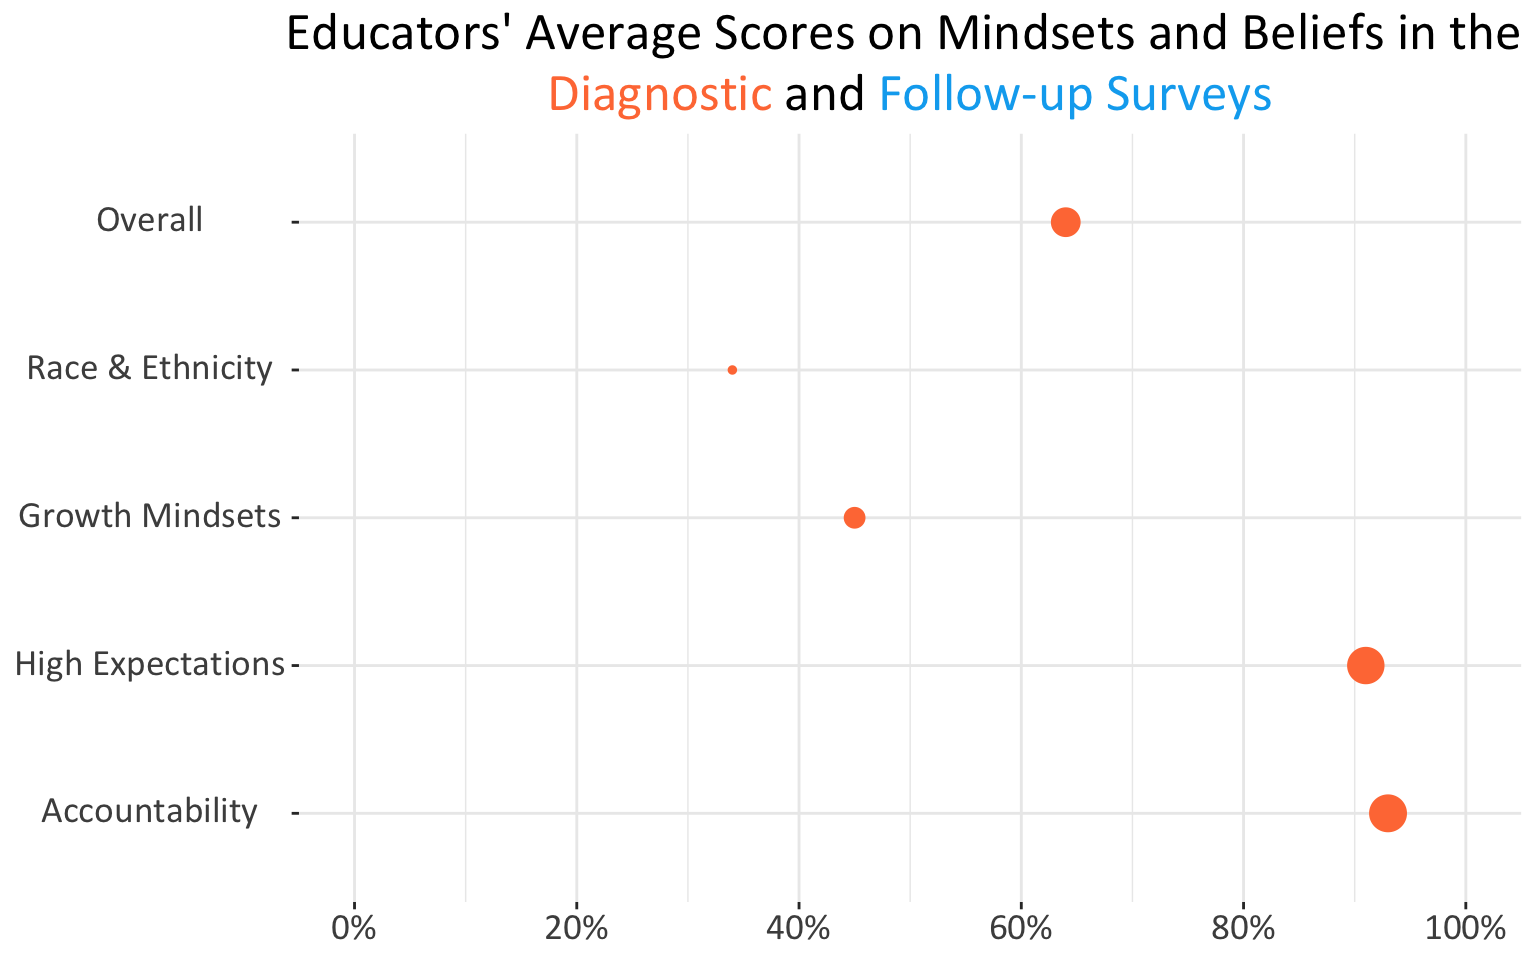 Educators' Average Scores on Mindsets and Beliefs in the
Diagnostic and Follow-up Surveys
Overall
Race & Ethnicity
Growth Mindsets
High Expectations
Accountability
0% 20% 40% 60% 80% 100%